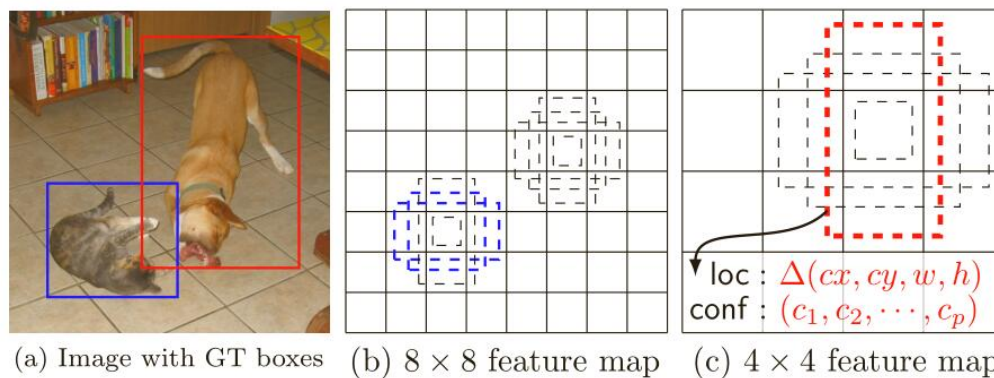 loc : Δ(cx, cy, w, h)
conf : (c₁, c₂, ⋯, cₚ)
(a) Image with GT boxes
(b) 8 × 8 feature map
(c) 4 × 4 feature map